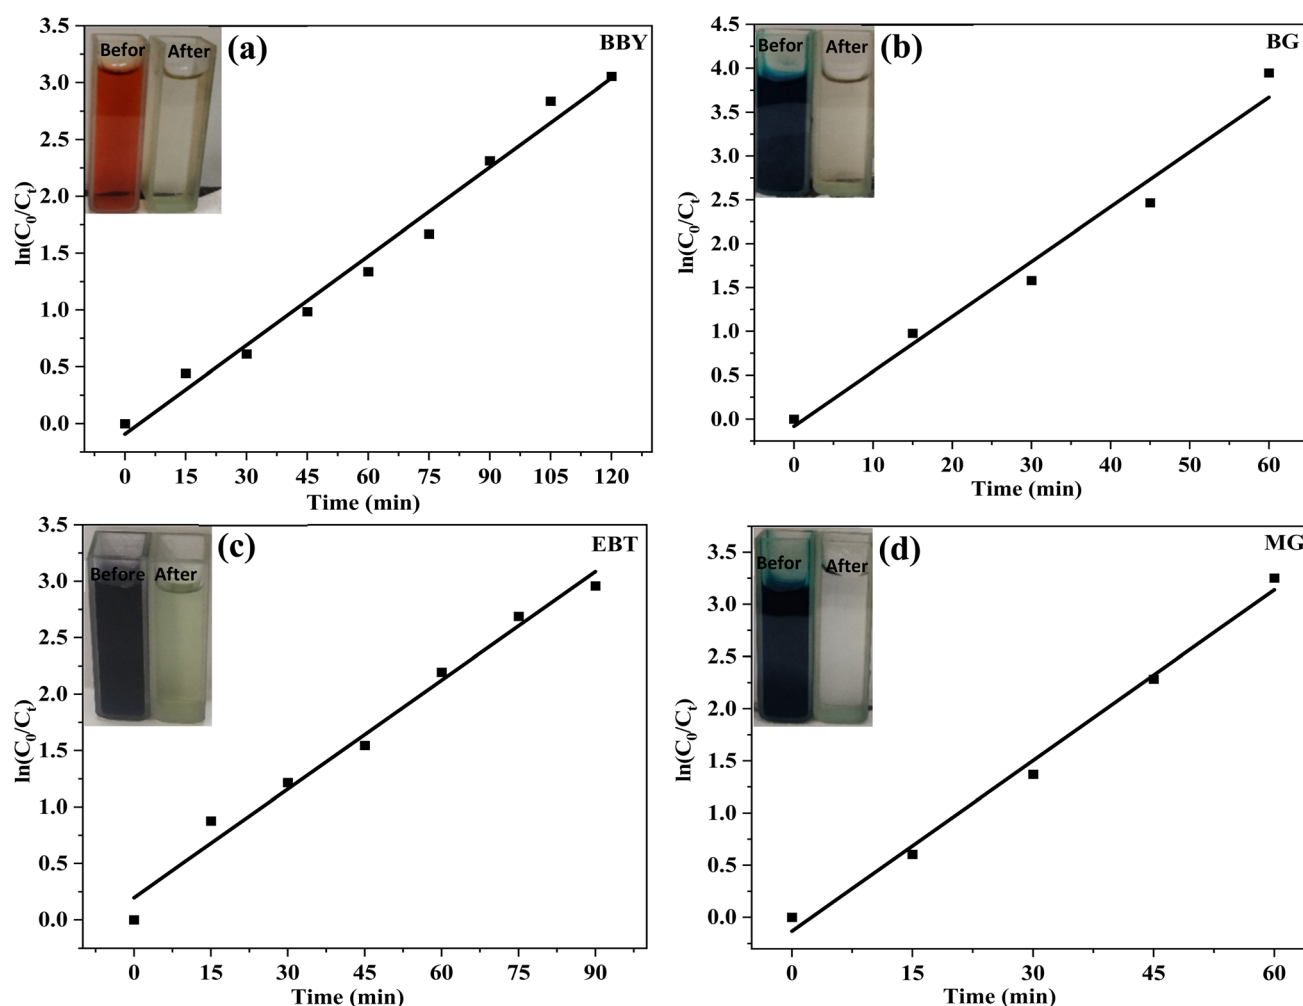 Befor After (a) BBY
3.5
3.0
2.5
2.0
1.5
1.0
0.5
0.0
ln(C₀/Cₜ)
0 15 30 45 60 75 90 105 120
Time (min)
Befor After (b) BG
4.5
4.0
3.5
3.0
2.5
2.0
1.5
1.0
0.5
0.0
ln(C₀/Cₜ)
0 10 20 30 40 50 60
Time (min)
Before After (c) EBT
3.5
3.0
2.5
2.0
1.5
1.0
0.5
0.0
ln(C₀/Cₜ)
0 15 30 45 60 75 90
Time (min)
Befor After (d) MG
3.5
3.0
2.5
2.0
1.5
1.0
0.5
0.0
ln(C₀/Cₜ)
0 15 30 45 60
Time (min)